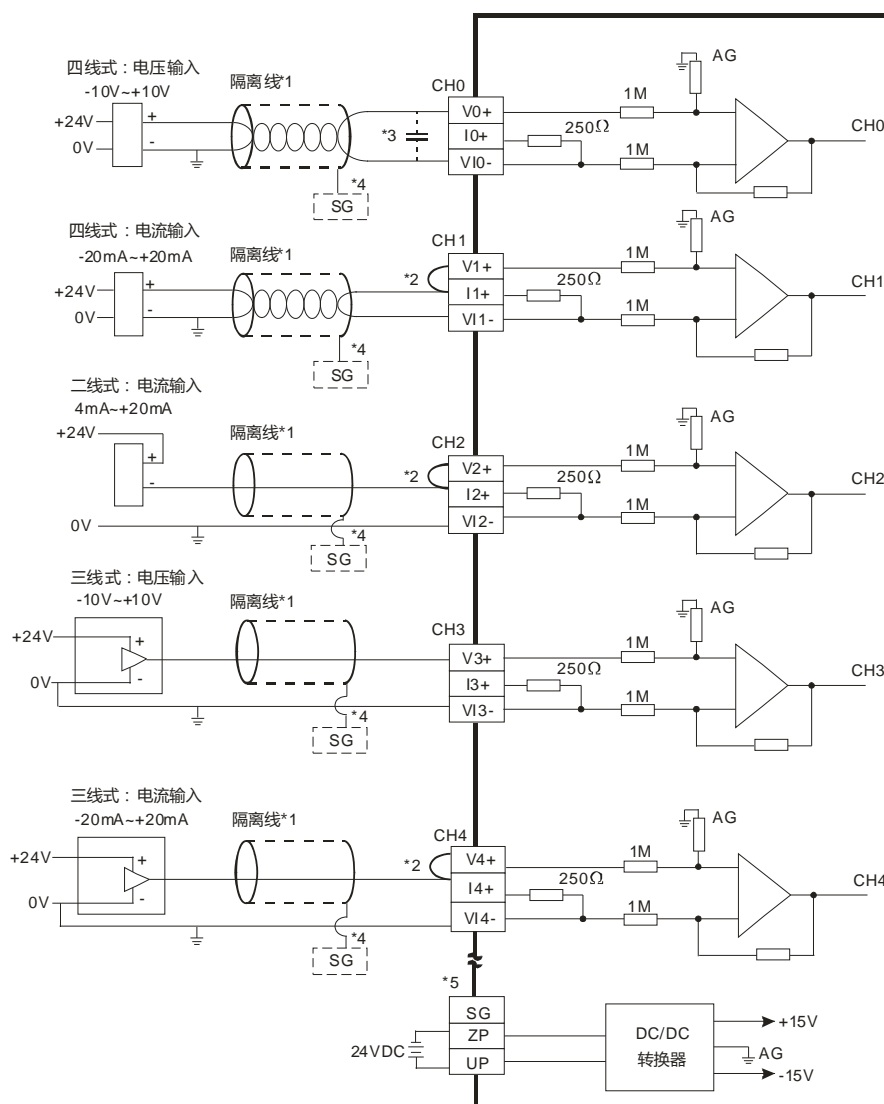 四线式：电压输入
-10V~+10V
隔离线*1
+24V
0V
+
-
*3
*4
SG
CH0
V0+
I0+
VI0-
250Ω
1M
1M
AG
CH0
四线式：电流输入
-20mA~+20mA
隔离线*1
+24V
0V
+
-
*2
*4
SG
CH1
V1+
I1+
VI1-
250Ω
1M
1M
AG
CH1
二线式：电流输入
4mA~+20mA
隔离线*1
+24V
+
-
0V
*2
*4
SG
CH2
V2+
I2+
VI2-
250Ω
1M
1M
AG
CH2
三线式：电压输入
-10V~+10V
隔离线*1
+24V
0V
+
-
*4
SG
CH3
V3+
I3+
VI3-
250Ω
1M
1M
AG
CH3
三线式：电流输入
-20mA~+20mA
隔离线*1
+24V
0V
+
-
*2
*4
SG
CH4
V4+
I4+
VI4-
250Ω
1M
1M
AG
CH4
*5
SG
ZP
UP
24VDC
DC/DC
转换器
+15V
AG
-15V